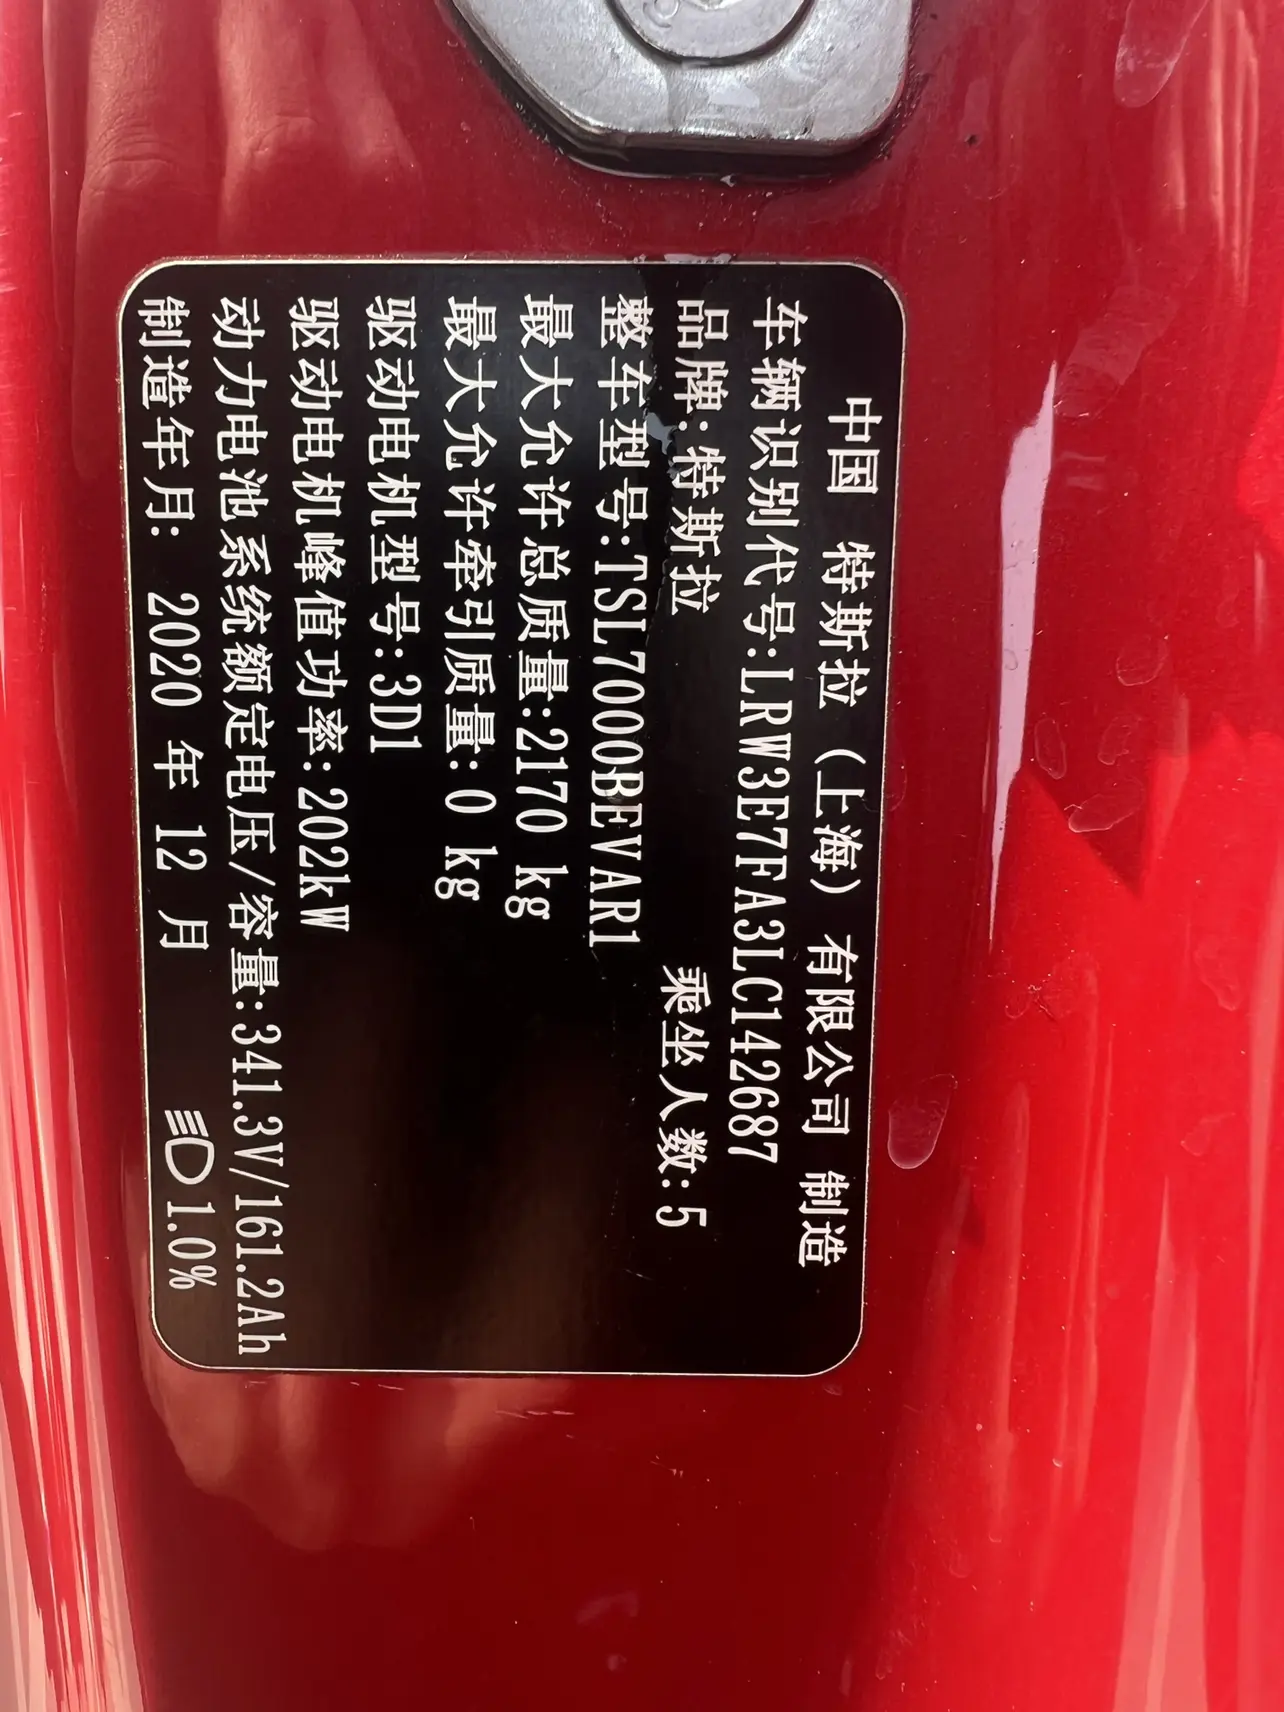 中国 特斯拉(上海)有限公司 制造
车辆识别代号:LRW3E7FA3LC142687
品牌:特斯拉 乘坐人数:5
整车型号:TSL7000BEVAR1
最大允许总质量:2170 kg
最大允许牵引质量:0 kg
驱动电机型号:3D1
驱动电机峰值功率:202kW
动力电池系统额定电压/容量:341.3V/161.2Ah
制造年月: 2020 年 12 月 1.0%